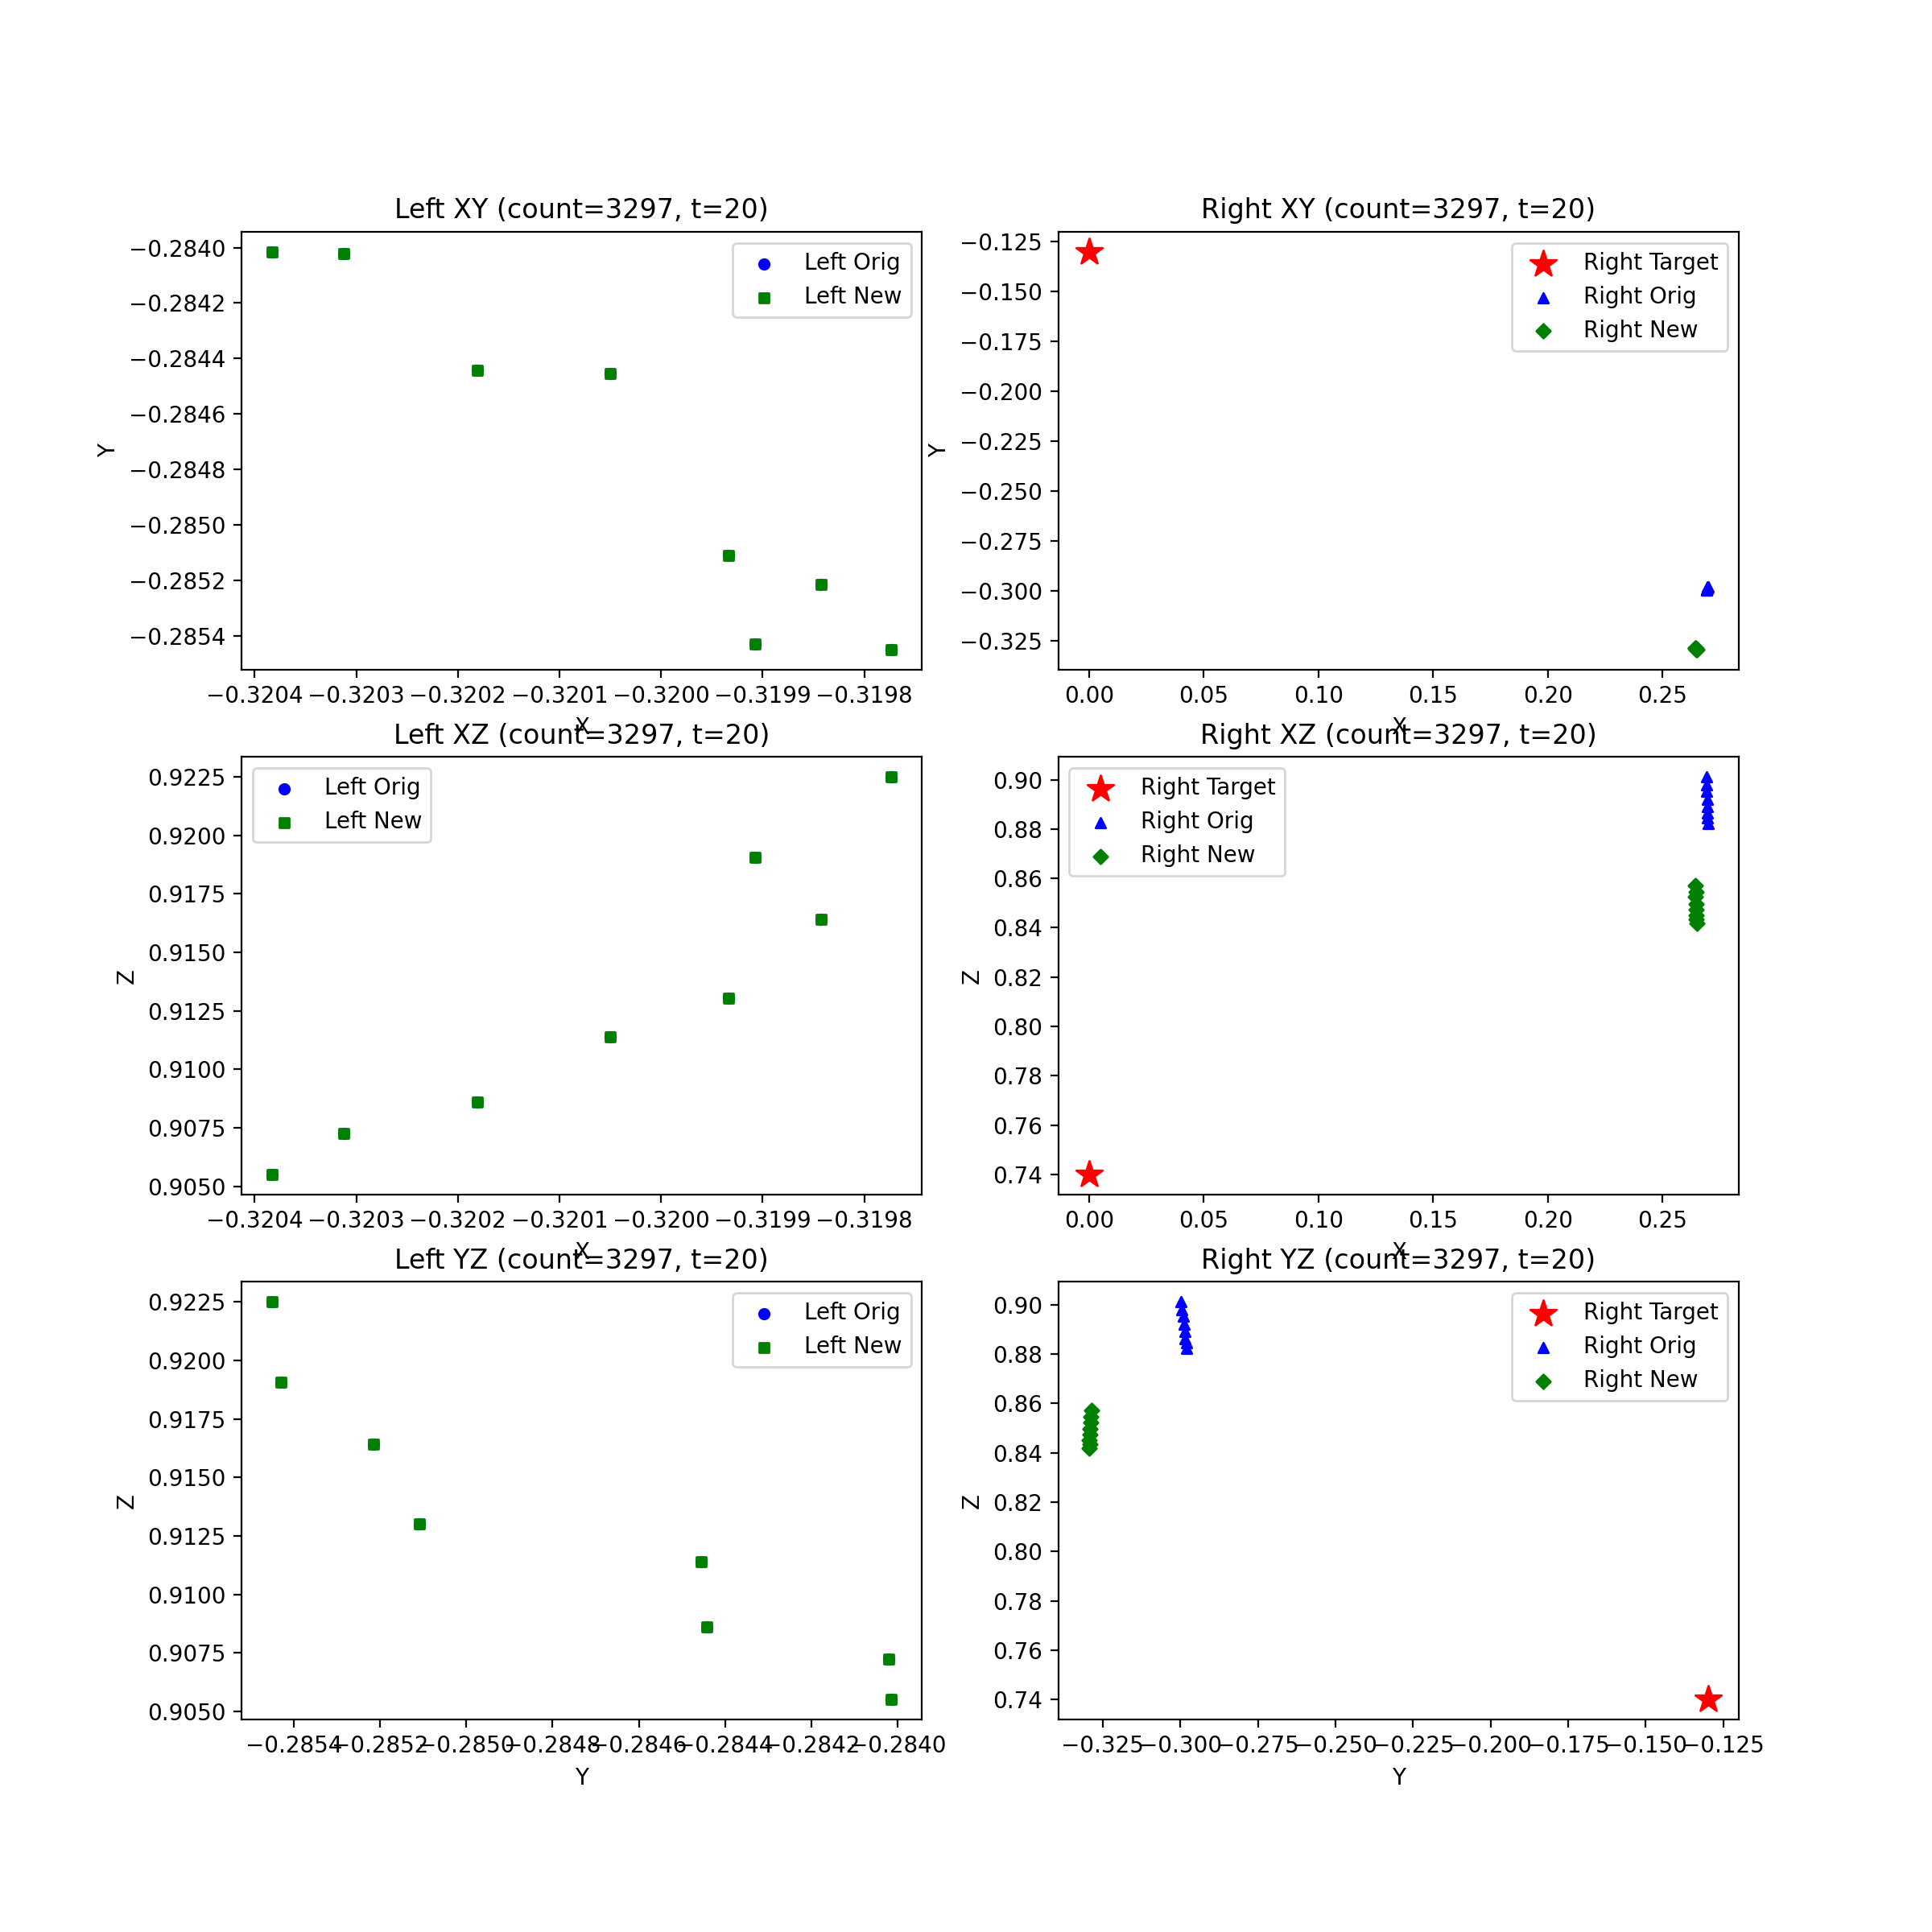 Left XY (count=3297, t=20)
−0.2840
−0.2842
−0.2844
−0.2846
−0.2848
−0.2850
−0.2852
−0.2854
Y
Left Orig
Left New
−0.3204 −0.3203 −0.3202 −0.3201 −0.3200 −0.3199 −0.3198
X
Right XY (count=3297, t=20)
−0.125
−0.150
−0.175
−0.200
−0.225
−0.250
−0.275
−0.300
−0.325
Y
Right Target
Right Orig
Right New
0.00 0.05 0.10 0.15 0.20 0.25
X
Left XZ (count=3297, t=20)
0.9225
0.9200
0.9175
0.9150
0.9125
0.9100
0.9075
0.9050
Z
Left Orig
Left New
−0.3204 −0.3203 −0.3202 −0.3201 −0.3200 −0.3199 −0.3198
X
Right XZ (count=3297, t=20)
0.90
0.88
0.86
0.84
0.82
0.80
0.78
0.76
0.74
Z
Right Target
Right Orig
Right New
0.00 0.05 0.10 0.15 0.20 0.25
X
Left YZ (count=3297, t=20)
0.9225
0.9200
0.9175
0.9150
0.9125
0.9100
0.9075
0.9050
Z
Left Orig
Left New
−0.2854 −0.2852 −0.2850 −0.2848 −0.2846 −0.2844 −0.2842 −0.2840
Y
Right YZ (count=3297, t=20)
0.90
0.88
0.86
0.84
0.82
0.80
0.78
0.76
0.74
Z
Right Target
Right Orig
Right New
−0.325 −0.300 −0.275 −0.250 −0.225 −0.200 −0.175 −0.150 −0.125
Y